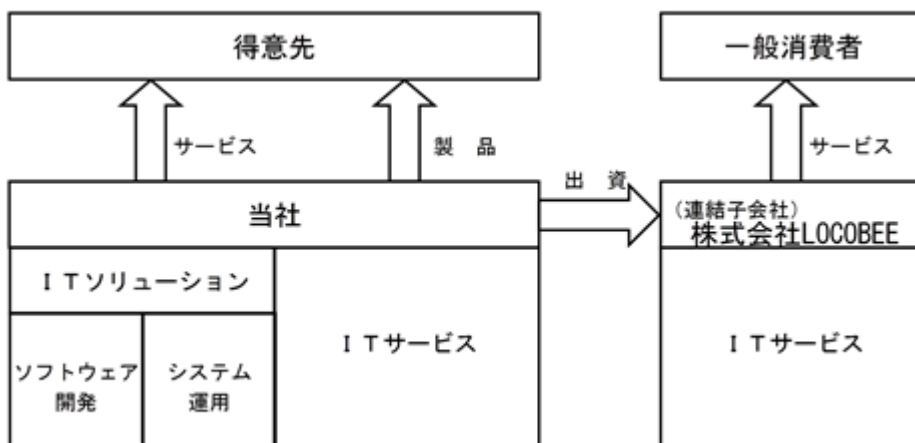 得意先
一般消費者
サービス
製 品
サービス
出 資
当社
(連結子会社)
株式会社LOCOBEE
ITソリューション
ITサービス
ITサービス
ソフトウェア
開発
システム
運用